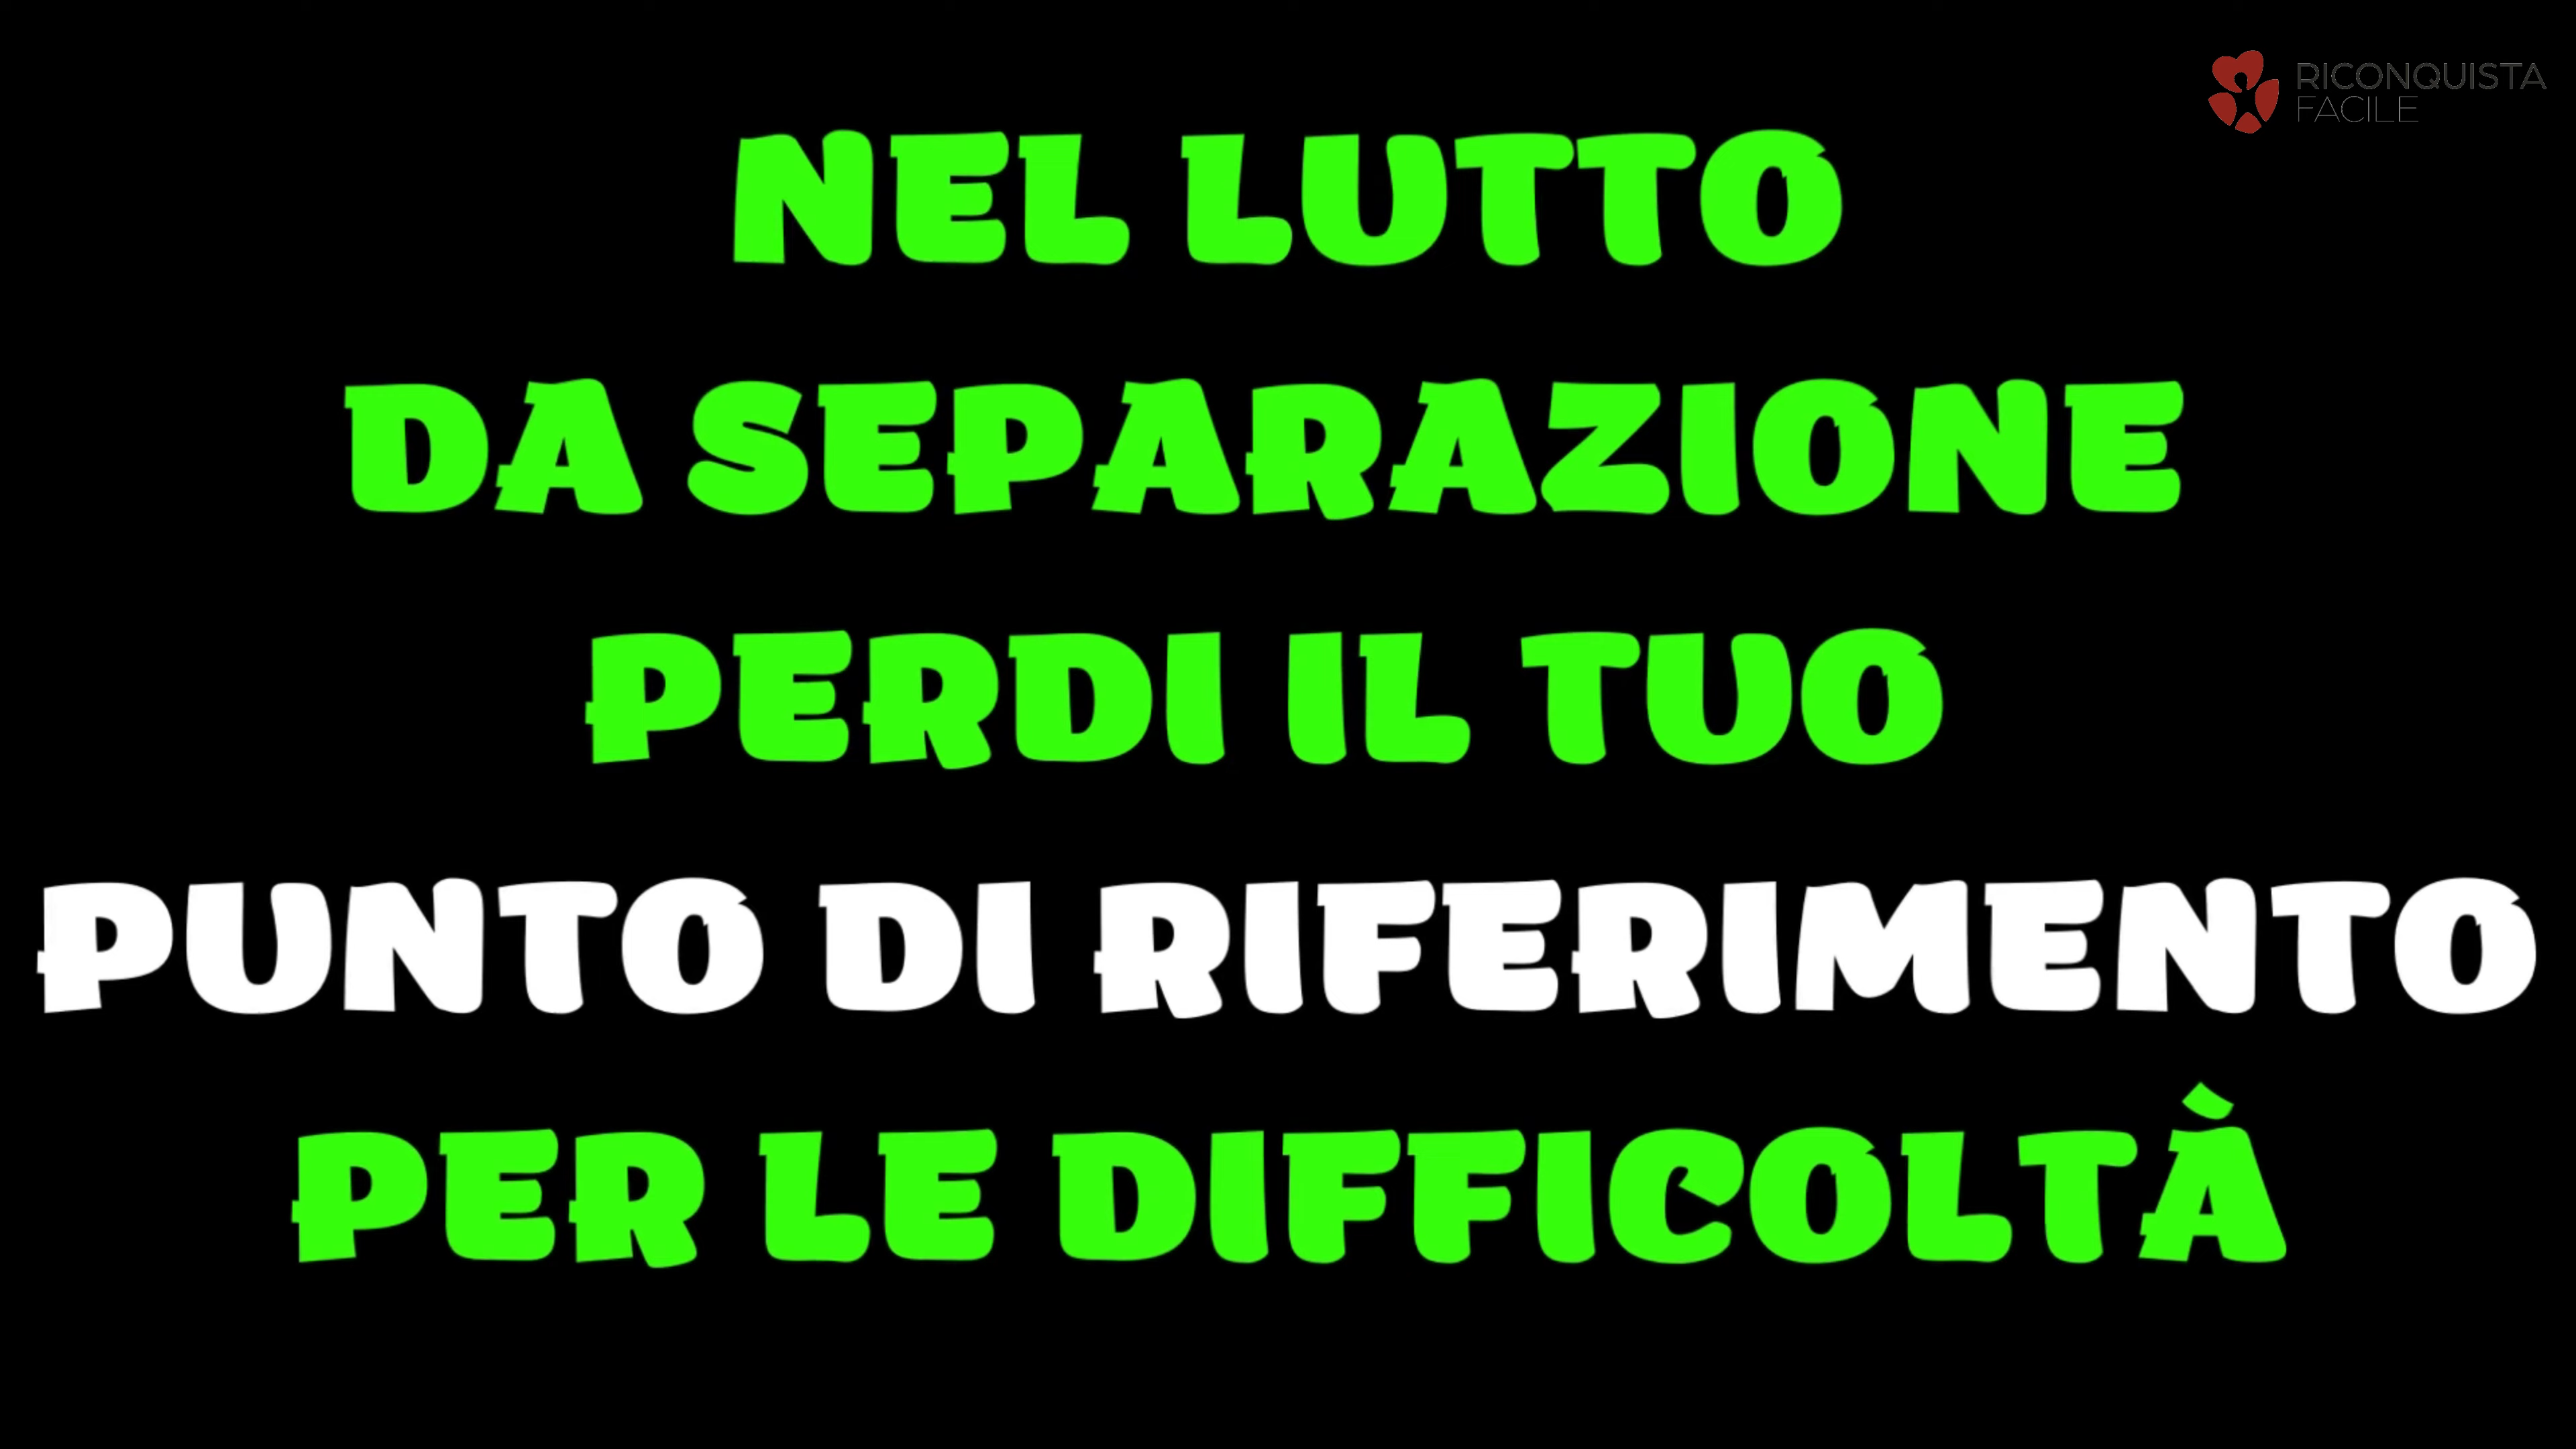 RICONQUISTA
FACILE
NEL LUTTO
DA SEPARAZIONE
PERDI IL TUO
PUNTO DI RIFERIMENTO
PER LE DIFFICOLTÀ